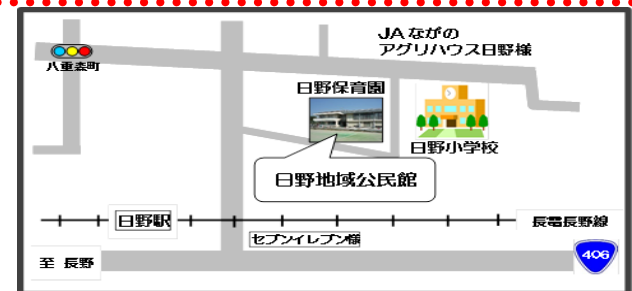 JAながの
アグリハウス日野様
八重森町
日野保育園
日野小学校
日野地域公民館
日野駅
長電長野線
セブンイレブン様
至 長野
406